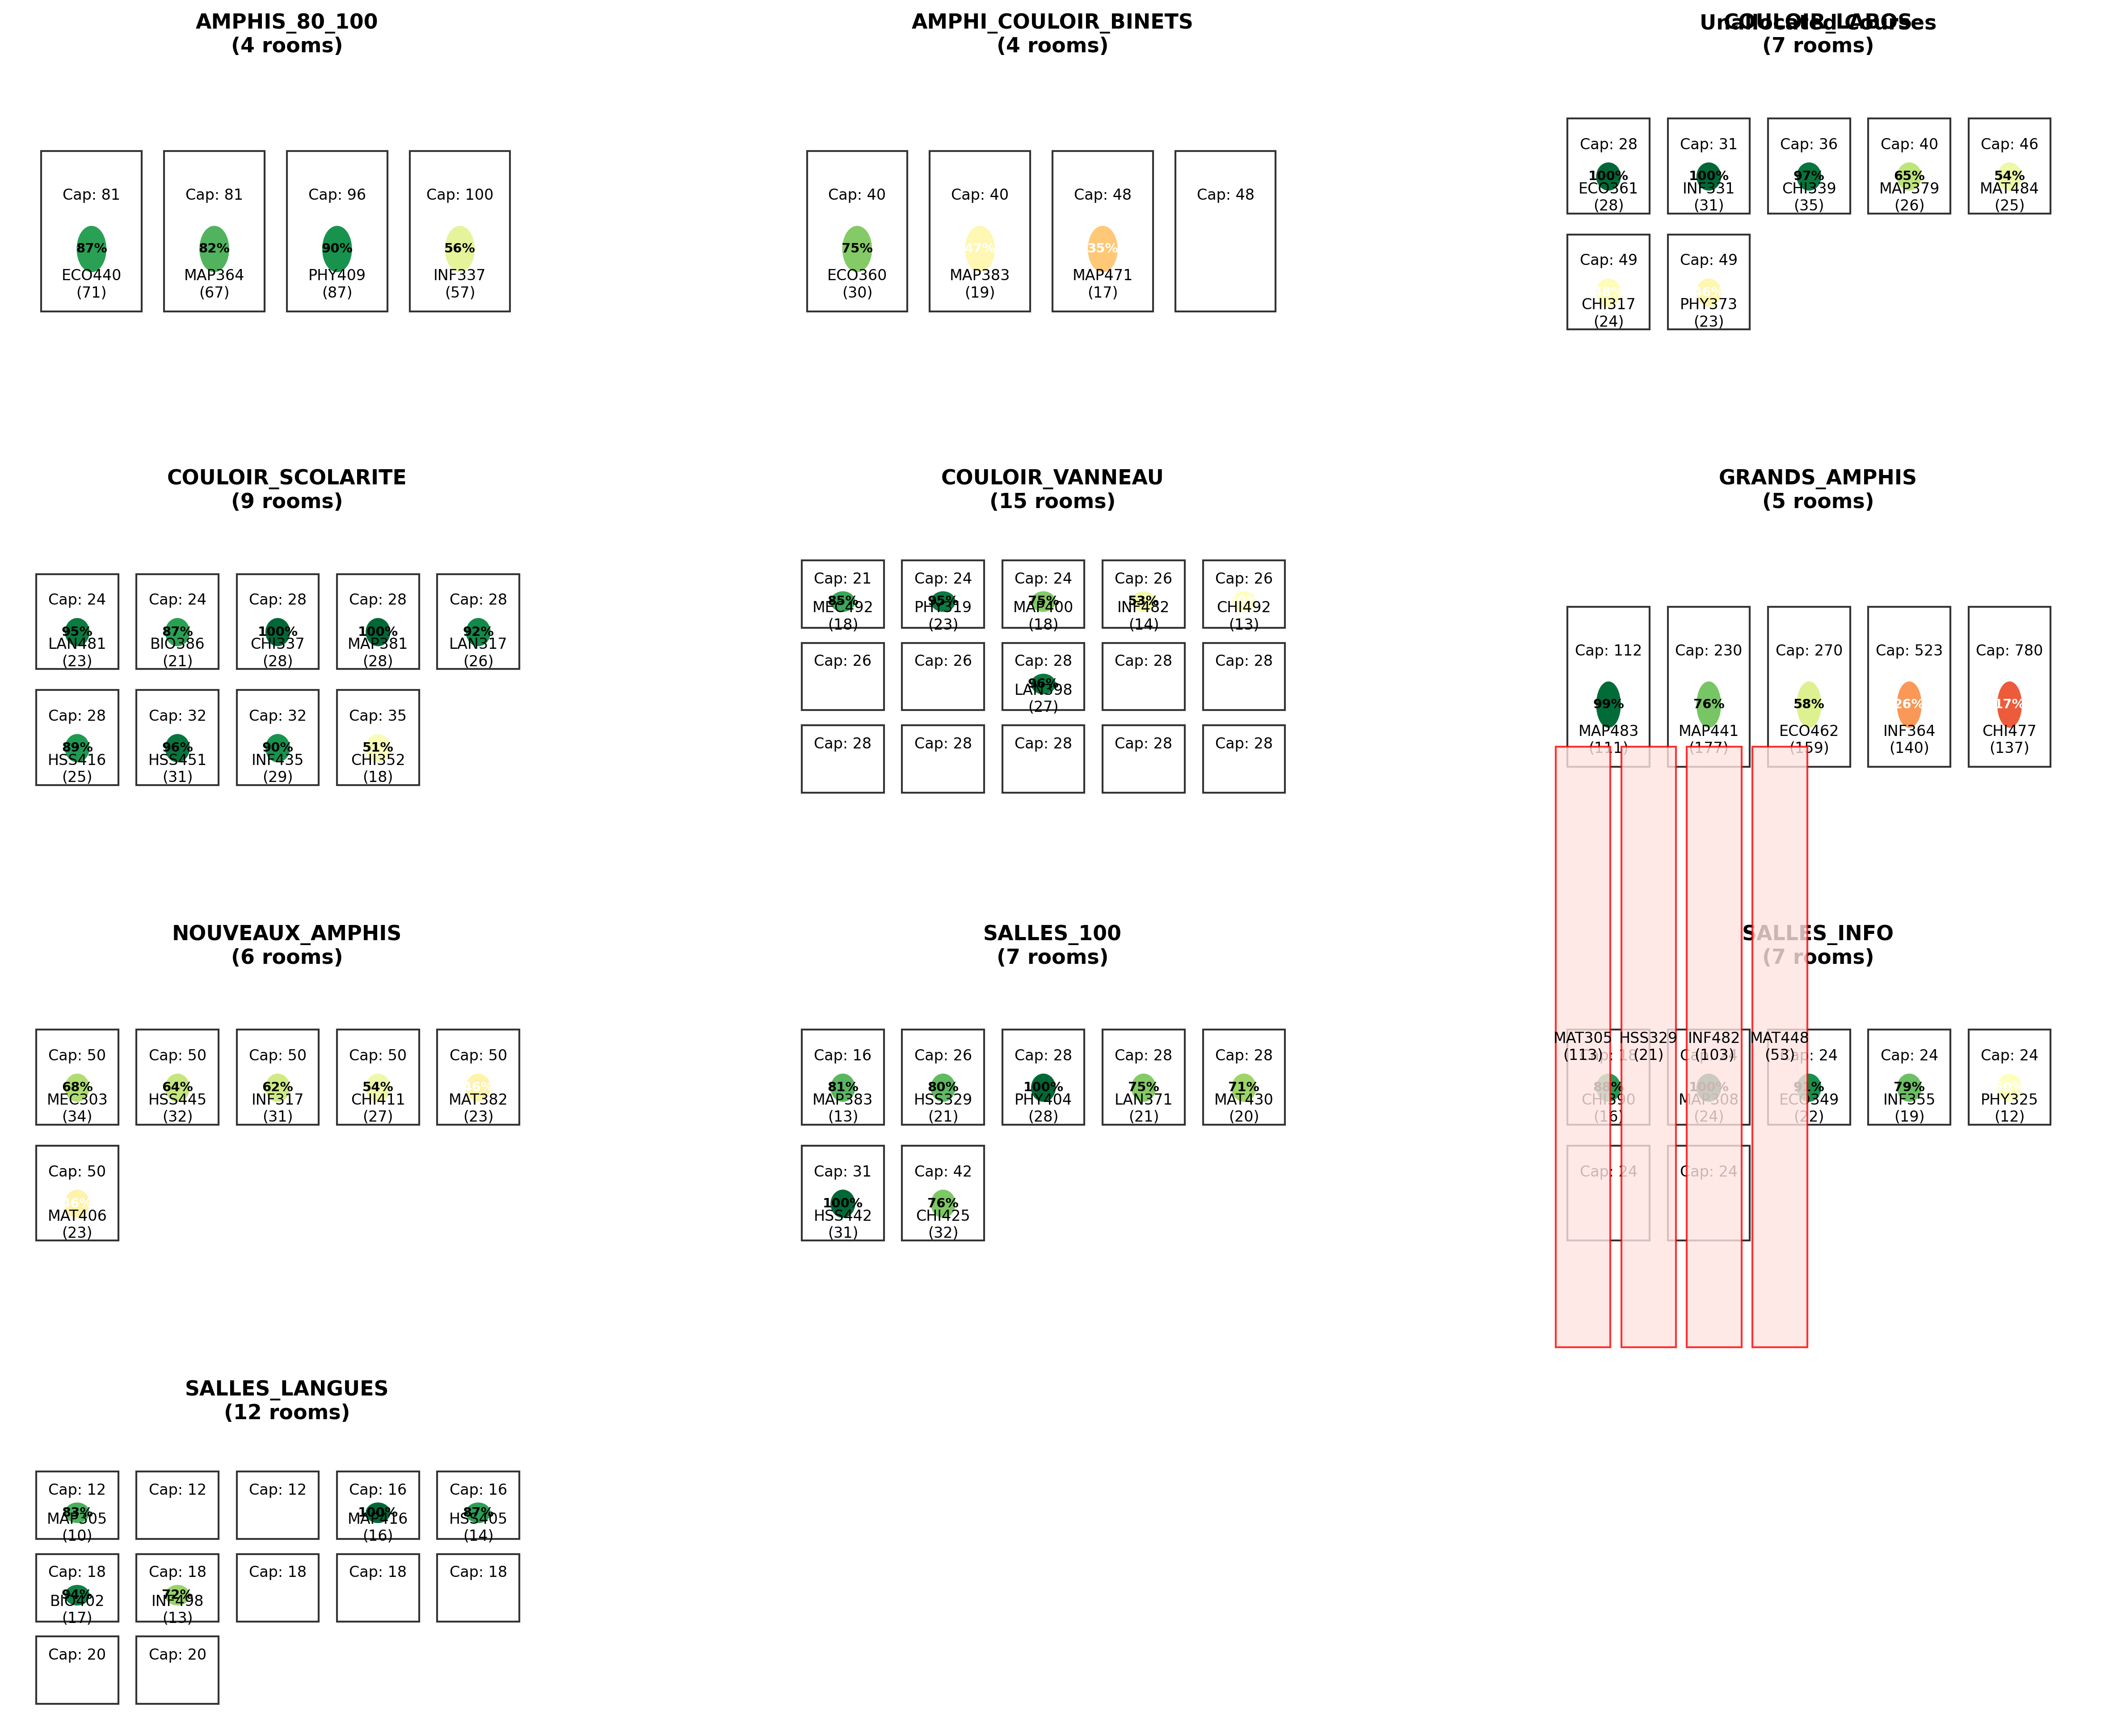 AMPHIS_80_100
(4 rooms)
Cap: 81
87%
ECO440
(71)
Cap: 81
82%
MAP364
(67)
Cap: 96
90%
PHY409
(87)
Cap: 100
56%
INF337
(57)
AMPHI_COULOIR_BINETS
(4 rooms)
Cap: 40
75%
ECO360
(30)
Cap: 40
47%
MAP383
(19)
Cap: 48
35%
MAP471
(17)
Cap: 48
Unallocated Courses
COULOIR_LABOS
(7 rooms)
Cap: 28
100%
ECO361
(28)
Cap: 31
100%
INF331
(31)
Cap: 36
97%
CHI339
(35)
Cap: 40
65%
MAP379
(26)
Cap: 46
54%
MAT484
(25)
Cap: 49
CHI317
(24)
Cap: 49
PHY373
(23)
COULOIR_SCOLARITE
(9 rooms)
Cap: 24
95%
LAN481
(23)
Cap: 24
87%
BIO386
(21)
Cap: 28
100%
CHI337
(28)
Cap: 28
100%
MAP381
(28)
Cap: 28
92%
LAN317
(26)
Cap: 28
89%
HSS416
(25)
Cap: 32
96%
HSS451
(31)
Cap: 32
90%
INF435
(29)
Cap: 35
51%
CHI352
(18)
COULOIR_VANNEAU
(15 rooms)
Cap: 21
85%
MEC492
(18)
Cap: 24
95%
PHY319
(23)
Cap: 24
75%
MAP400
(18)
Cap: 26
53%
INF482
(14)
Cap: 26
CHI492
(13)
Cap: 26
Cap: 26
Cap: 28
96%
LAN398
(27)
Cap: 28
Cap: 28
Cap: 28
Cap: 28
Cap: 28
Cap: 28
Cap: 28
GRANDS_AMPHIS
(5 rooms)
Cap: 112
99%
MAP483
(111)
Cap: 230
76%
MAP441
(177)
Cap: 270
58%
ECO462
(159)
Cap: 523
26%
INF364
(140)
Cap: 780
17%
CHI477
(137)
NOUVEAUX_AMPHIS
(6 rooms)
Cap: 50
68%
MEC303
(34)
Cap: 50
64%
HSS445
(32)
Cap: 50
62%
INF317
(31)
Cap: 50
54%
CHI411
(27)
Cap: 50
46%
MAT382
(23)
Cap: 50
46%
MAT406
(23)
SALLES_100
(7 rooms)
Cap: 16
81%
MAP383
(13)
Cap: 26
80%
HSS329
(21)
Cap: 28
100%
PHY404
(28)
Cap: 28
75%
LAN371
(21)
Cap: 28
71%
MAT430
(20)
Cap: 31
100%
HSS442
(31)
Cap: 42
76%
CHI425
(32)
SALLES_INFO
(7 rooms)
MAT305
(113)
HSS329
(21)
INF482
(103)
MAT448
(53)
Cap: 18
88%
CHI390
(16)
100%
MAP308
(24)
Cap: 24
91%
ECO349
(22)
Cap: 24
79%
INF355
(19)
Cap: 24
PHY325
(12)
Cap: 24
Cap: 24
SALLES_LANGUES
(12 rooms)
Cap: 12
83%
MAP305
(10)
Cap: 12
Cap: 12
Cap: 16
100%
MAP416
(16)
Cap: 16
87%
HSS405
(14)
Cap: 18
94%
BIO402
(17)
Cap: 18
72%
INF498
(13)
Cap: 18
Cap: 18
Cap: 18
Cap: 20
Cap: 20